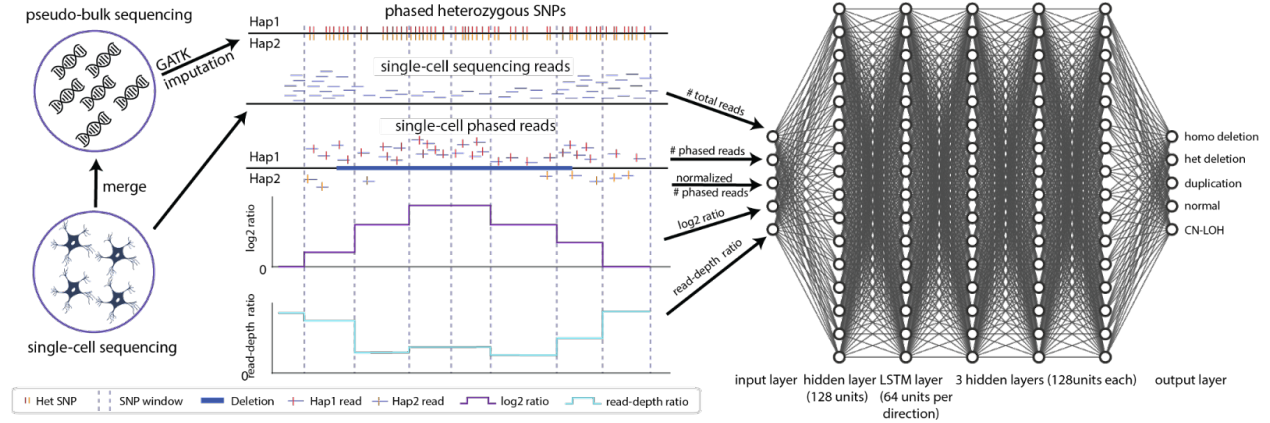 pseudo-bulk sequencing
GATK
imputation
merge
single-cell sequencing
phased heterozygous SNPs
Hap1
Hap2
single-cell sequencing reads
single-cell phased reads
Hap1
Hap2
log2 ratio
0
read-depth ratio
0
# total reads
# phased reads
normalized
# phased reads
log2 ratio
read-depth ratio
homo deletion
het deletion
duplication
normal
CN-LOH
input layer
hidden layer
(128 units)
LSTM layer
(64 units per
direction)
3 hidden layers (128units each)
output layer
Het SNP
SNP window
Deletion
Hap1 read
Hap2 read
log2 ratio
read-depth ratio